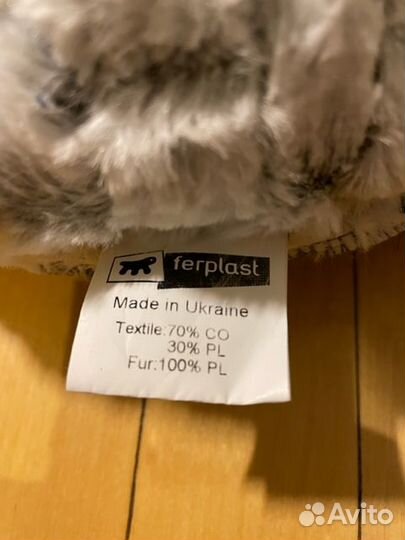 ferplast
Made in Ukraine
Textile:70% CO
30% PL
Fur:100% PL
Avito